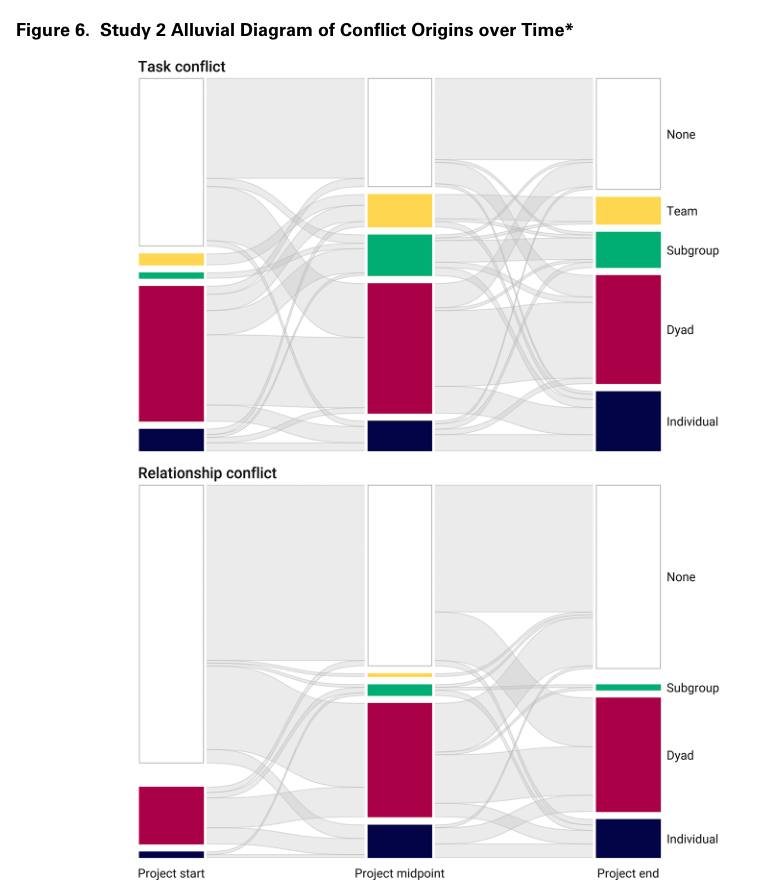 Figure 6. Study 2 Alluvial Diagram of Conflict Origins over Time*
Task conflict
None
Team
Subgroup
Dyad
Individual
Relationship conflict
None
Subgroup
Dyad
Individual
Project start
Project midpoint
Project end